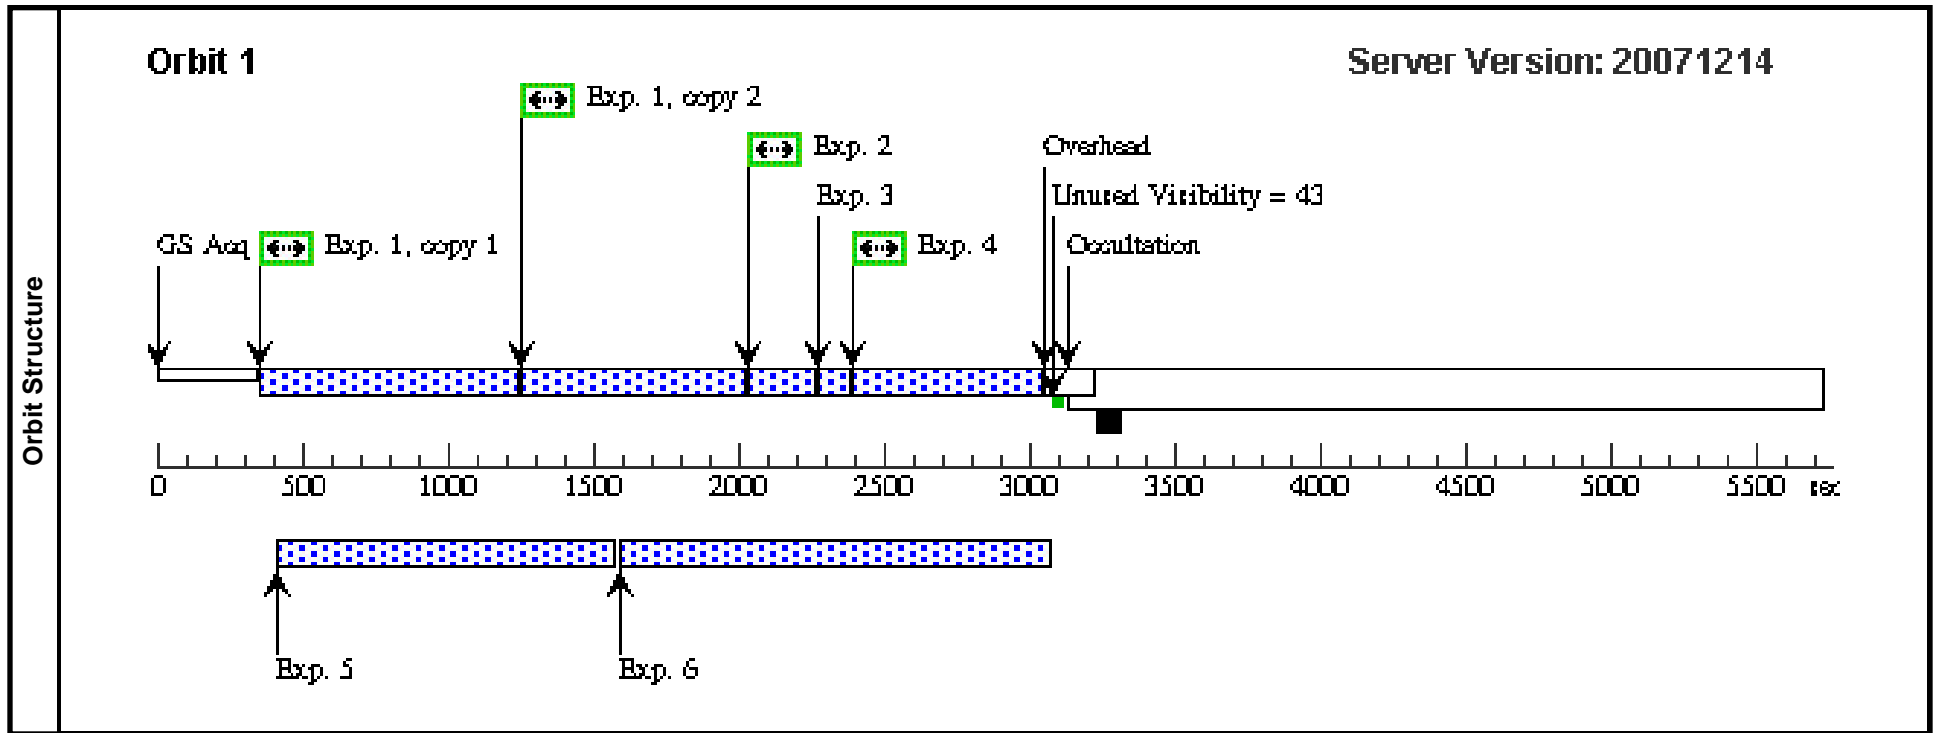 Orbit Structure
Orbit 1
Server Version: 20071214
Exp. 1, copy 2
Exp. 2
Overhead
Exp. 3
Unused Visibility = 43
GS Acq
Exp. 1, copy 1
Exp. 4
Occultation
0 500 1000 1500 2000 2500 3000 3500 4000 4500 5000 5500 sec
Exp. 5
Exp. 6